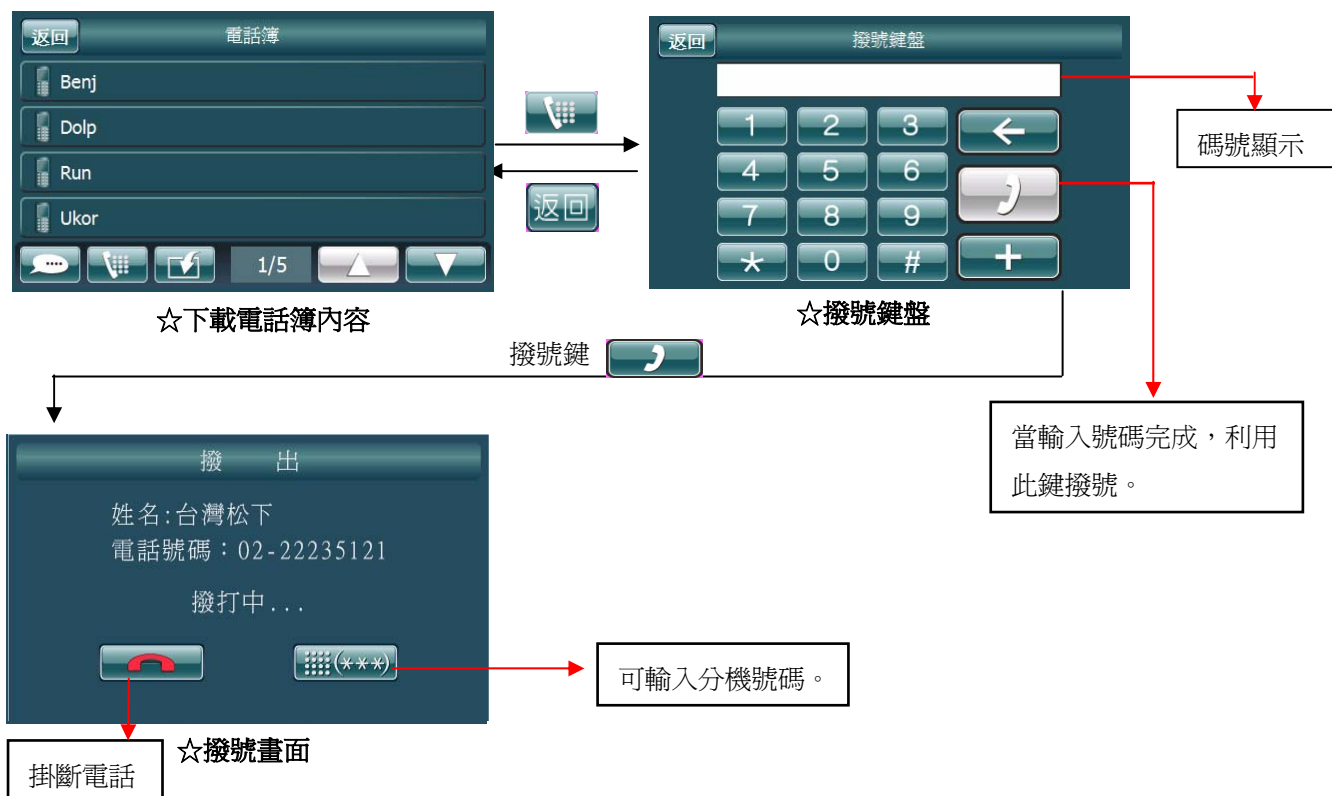 返回
電話簿
Benj
Dolp
Run
Ukor
1/5
☆下載電話簿內容
返回
返回
撥號鍵盤
1 2 3
4 5 6
7 8 9
* 0 #
+
☆撥號鍵盤
碼號顯示
當輸入號碼完成，利用
此鍵撥號。
撥號鍵
撥 出
姓名:台灣松下
電話號碼：02-22235121
撥打中...
(***)
可輸入分機號碼。
☆撥號畫面
掛斷電話